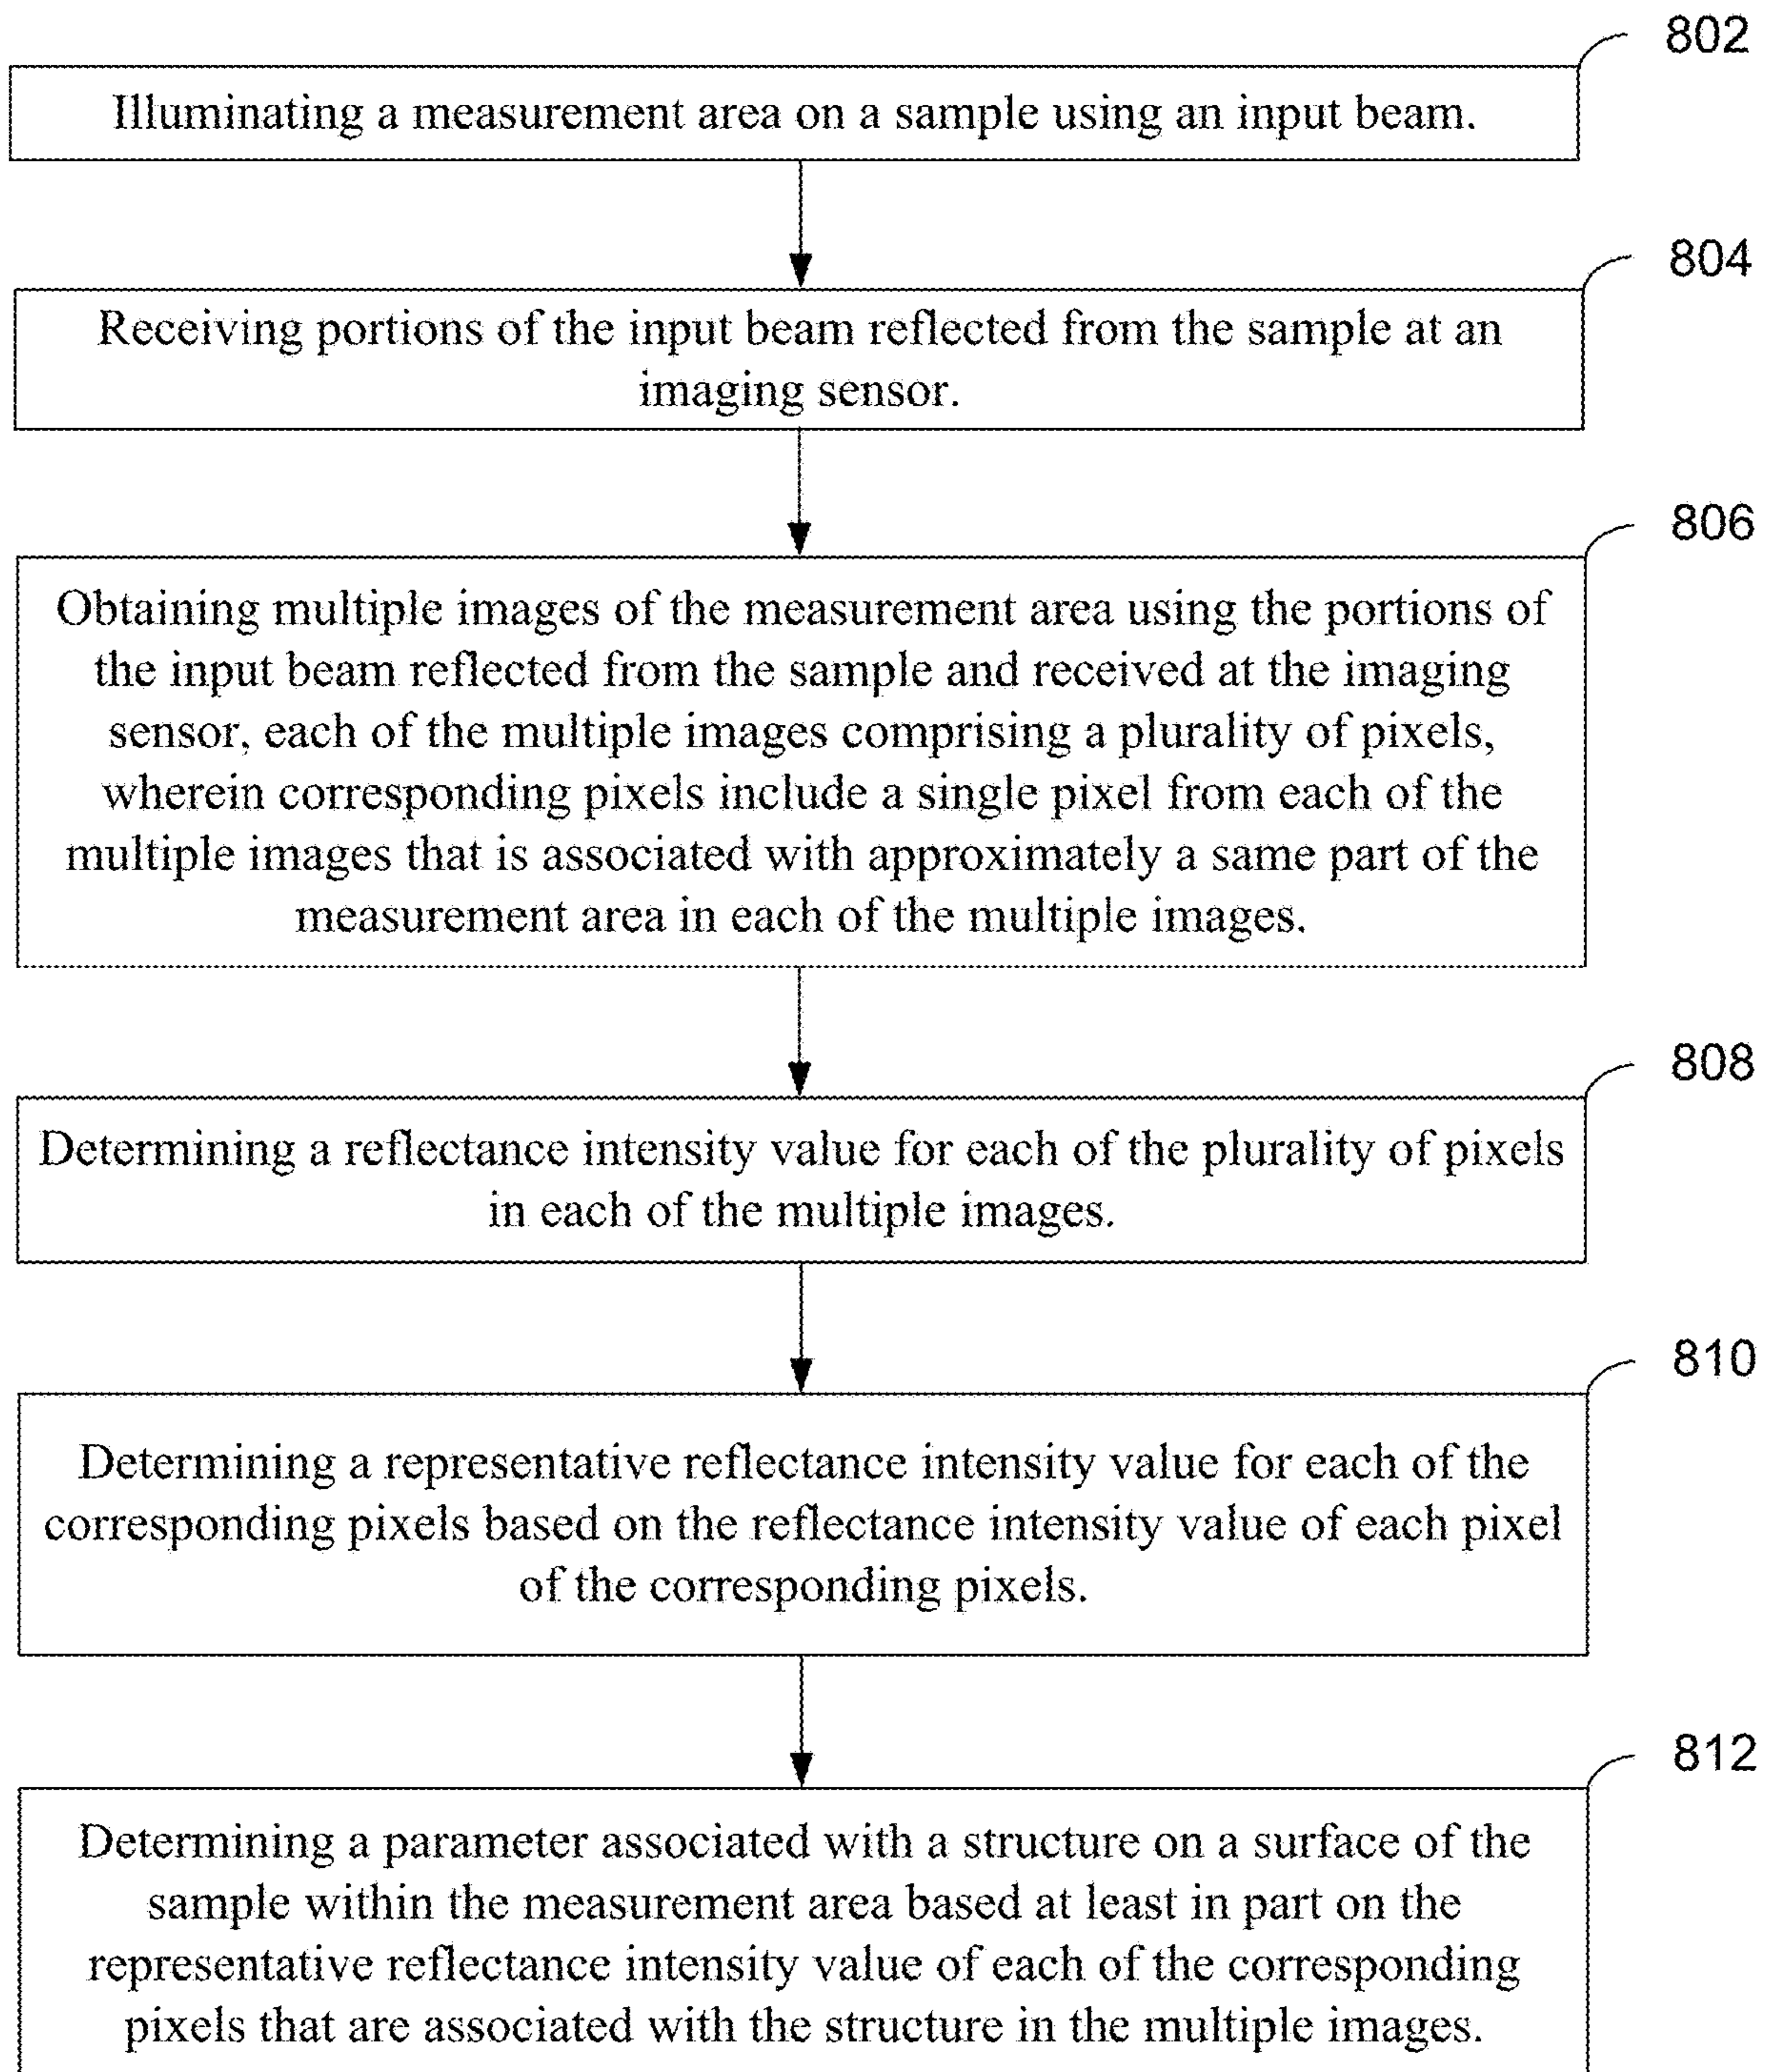 802
Illuminating a measurement area on a sample using an input beam.
804
Receiving portions of the input beam reflected from the sample at an
imaging sensor.
806
Obtaining multiple images of the measurement area using the portions of
the input beam reflected from the sample and received at the imaging
sensor, each of the multiple images comprising a plurality of pixels,
wherein corresponding pixels include a single pixel from each of the
multiple images that is associated with approximately a same part of the
measurement area in each of the multiple images.
808
Determining a reflectance intensity value for each of the plurality of pixels
in each of the multiple images.
810
Determining a representative reflectance intensity value for each of the
corresponding pixels based on the reflectance intensity value of each pixel
of the corresponding pixels.
812
Determining a parameter associated with a structure on a surface of the
sample within the measurement area based at least in part on the
representative reflectance intensity value of each of the corresponding
pixels that are associated with the structure in the multiple images.